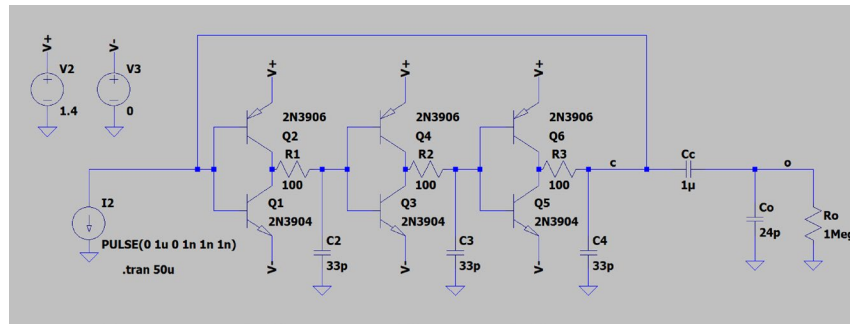 V+
V2
1.4
V-
V3
0
I2
PULSE(0 1u 0 1n 1n 1n)
.tran 50u
V+
2N3906
Q2
R1
100
Q1
2N3904
V-
C2
33p
V+
2N3906
Q4
R2
100
Q3
2N3904
V-
C3
33p
V+
2N3906
Q6
R3
100
Q5
2N3904
V-
C4
33p
c
Cc
1µ
o
Co
24p
Ro
1Meg